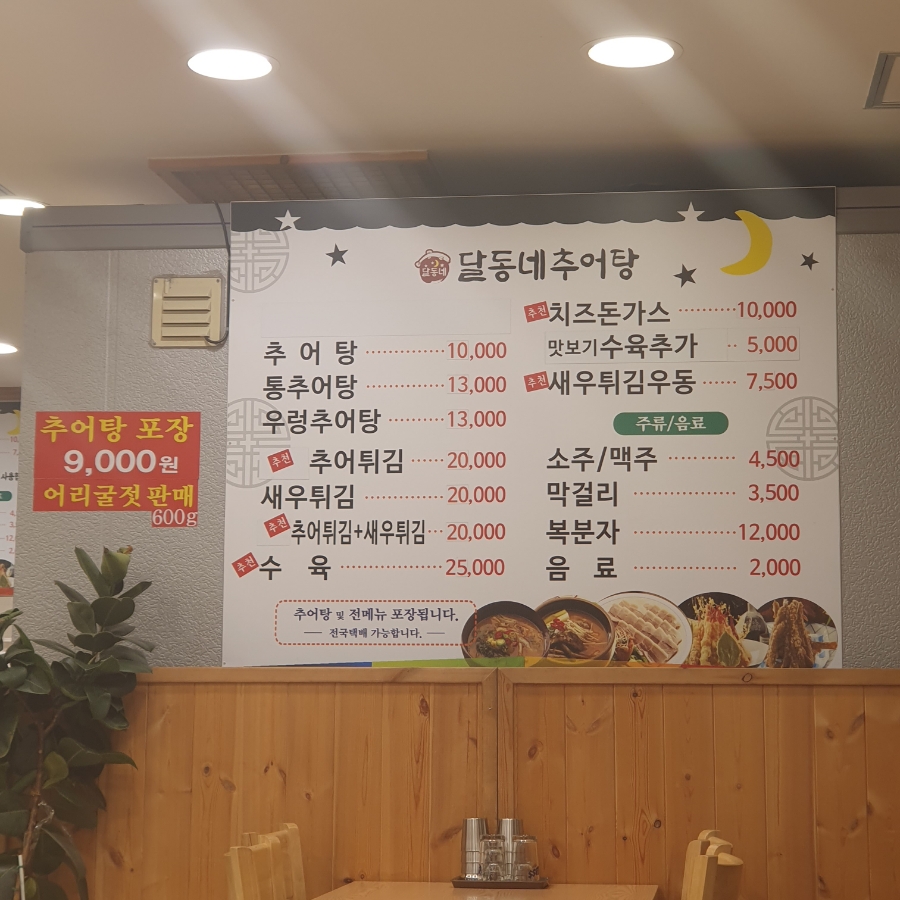 달동네 달동네추어탕
추 어 탕 10,000
통추어탕 13,000
우렁추어탕 13,000
추천 추어튀김 20,000
새우튀김 20,000
추천 추어튀김+새우튀김 20,000
추천 수 육 25,000
추천 치즈돈가스 10,000
맛보기수육추가 5,000
추천 새우튀김우동 7,500
주류/음료
소주/맥주 4,500
막걸리 3,500
복분자 12,000
음 료 2,000
추어탕 및 전메뉴 포장됩니다.
전국택배 가능합니다.
추어탕 포장
9,000원
어리굴젓판매
600g